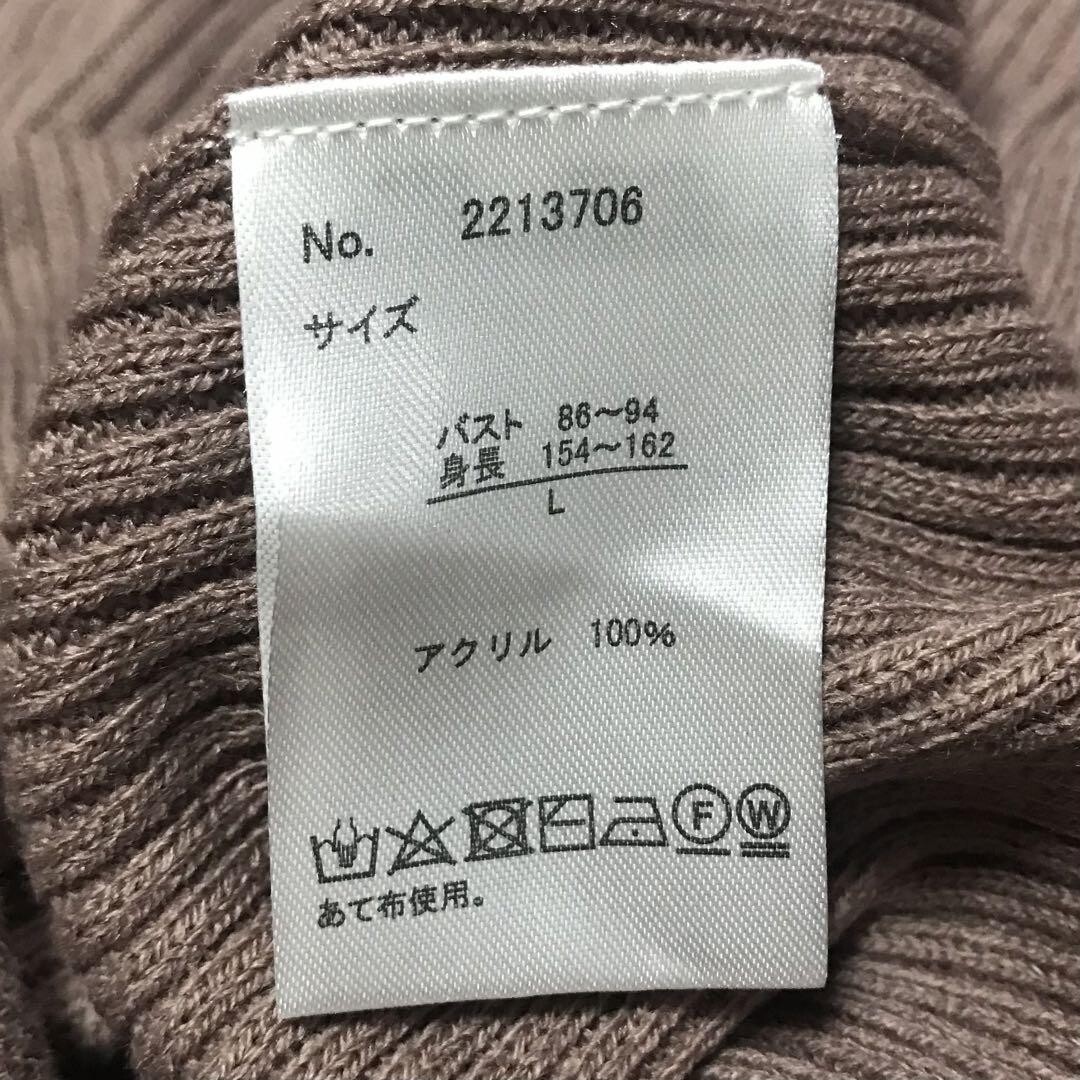 No. 2213706
サイズ
バスト 86～94
身長 154～162
L
アクリル 100%
F W
あて布使用。